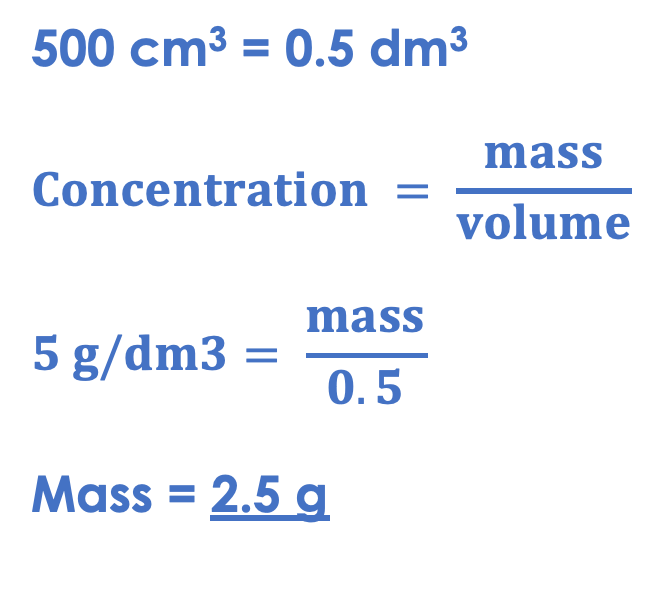 500 cm³ = 0.5 dm³
Concentration = mass
volume
5 g/dm3 = mass
0.5
Mass = 2.5 g